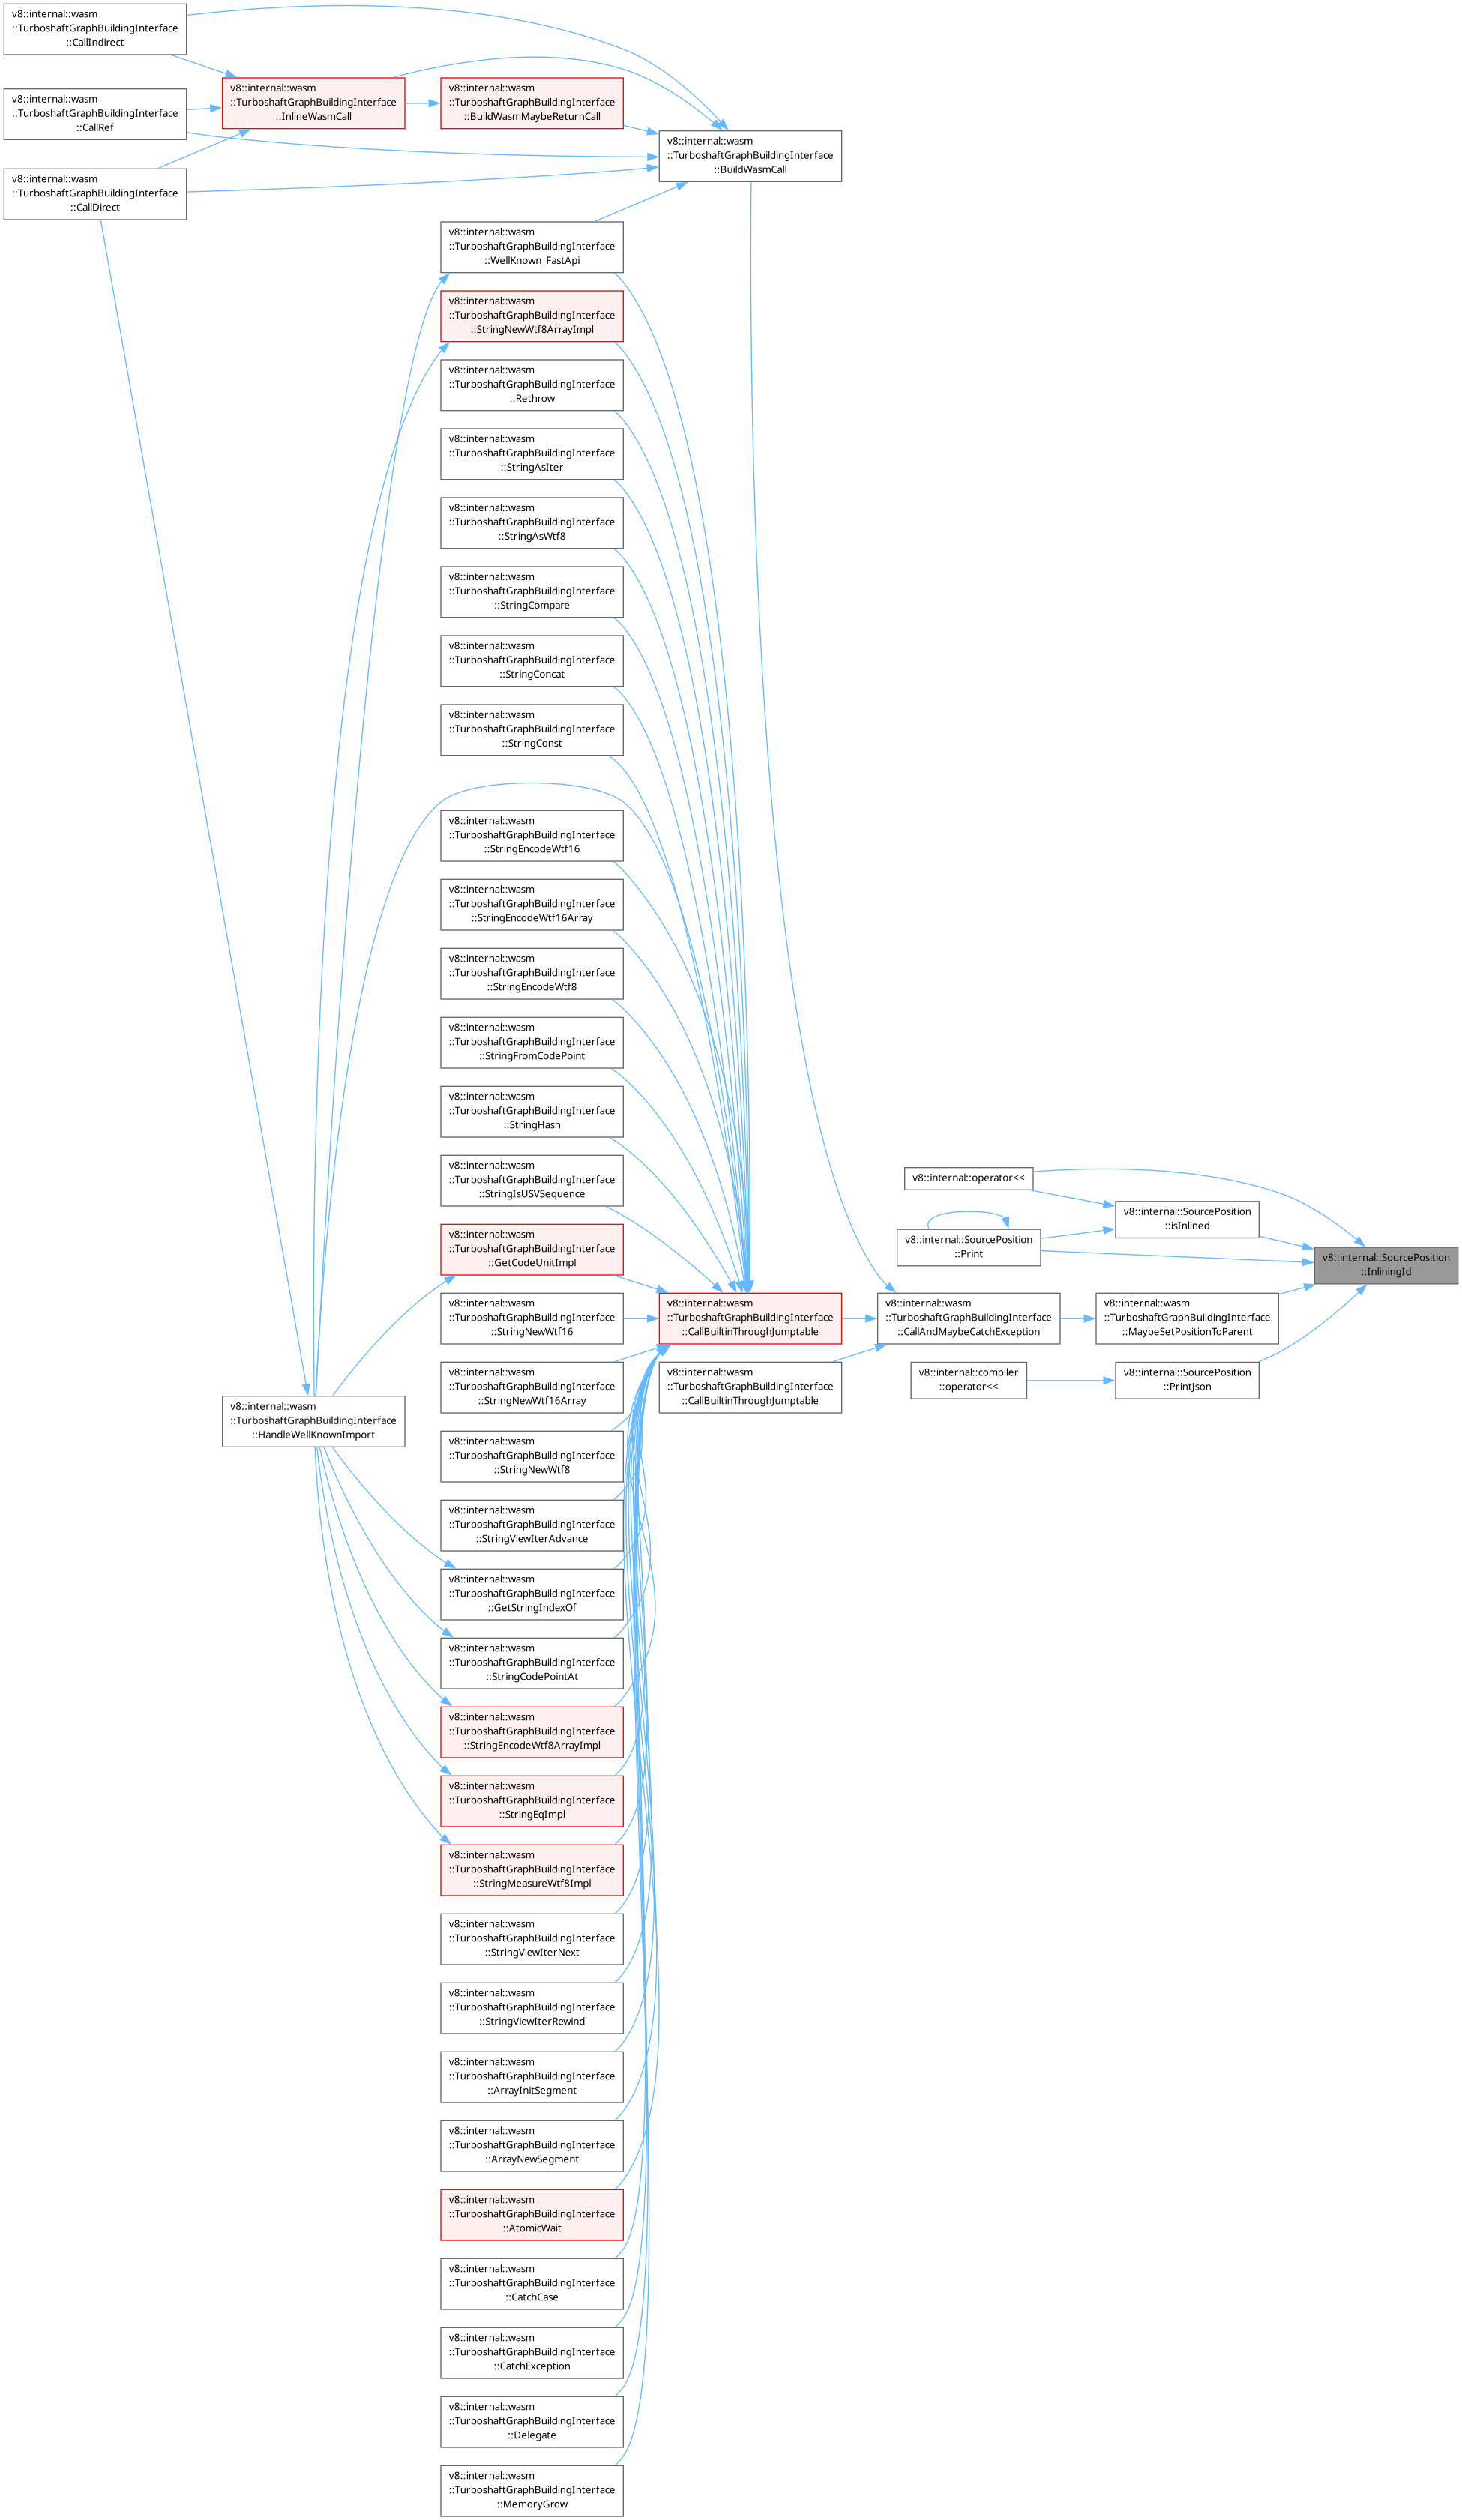 v8::internal::wasm
::TurboshaftGraphBuildingInterface
::CallIndirect
v8::internal::wasm
::TurboshaftGraphBuildingInterface
::InlineWasmCall
v8::internal::wasm
::TurboshaftGraphBuildingInterface
::BuildWasmMaybeReturnCall
v8::internal::wasm
::TurboshaftGraphBuildingInterface
::CallRef
v8::internal::wasm
::TurboshaftGraphBuildingInterface
::BuildWasmCall
v8::internal::wasm
::TurboshaftGraphBuildingInterface
::CallDirect
v8::internal::wasm
::TurboshaftGraphBuildingInterface
::WellKnown_FastApi
v8::internal::wasm
::TurboshaftGraphBuildingInterface
::StringNewWtf8ArrayImpl
v8::internal::wasm
::TurboshaftGraphBuildingInterface
::Rethrow
v8::internal::wasm
::TurboshaftGraphBuildingInterface
::StringAsIter
v8::internal::wasm
::TurboshaftGraphBuildingInterface
::StringAsWtf8
v8::internal::wasm
::TurboshaftGraphBuildingInterface
::StringCompare
v8::internal::wasm
::TurboshaftGraphBuildingInterface
::StringConcat
v8::internal::wasm
::TurboshaftGraphBuildingInterface
::StringConst
v8::internal::wasm
::TurboshaftGraphBuildingInterface
::StringEncodeWtf16
v8::internal::wasm
::TurboshaftGraphBuildingInterface
::StringEncodeWtf16Array
v8::internal::wasm
::TurboshaftGraphBuildingInterface
::StringEncodeWtf8
v8::internal::wasm
::TurboshaftGraphBuildingInterface
::StringFromCodePoint
v8::internal::wasm
::TurboshaftGraphBuildingInterface
::StringHash
v8::internal::wasm
::TurboshaftGraphBuildingInterface
::StringIsUSVSequence
v8::internal::operator<<
v8::internal::SourcePosition
::isInlined
v8::internal::SourcePosition
::Print
v8::internal::SourcePosition
::InliningId
v8::internal::wasm
::TurboshaftGraphBuildingInterface
::GetCodeUnitImpl
v8::internal::wasm
::TurboshaftGraphBuildingInterface
::StringNewWtf16
v8::internal::wasm
::TurboshaftGraphBuildingInterface
::CallBuiltinThroughJumptable
v8::internal::wasm
::TurboshaftGraphBuildingInterface
::CallAndMaybeCatchException
v8::internal::wasm
::TurboshaftGraphBuildingInterface
::MaybeSetPositionToParent
v8::internal::wasm
::TurboshaftGraphBuildingInterface
::StringNewWtf16Array
v8::internal::wasm
::TurboshaftGraphBuildingInterface
::CallBuiltinThroughJumptable
v8::internal::compiler
::operator<<
v8::internal::SourcePosition
::PrintJson
v8::internal::wasm
::TurboshaftGraphBuildingInterface
::HandleWellKnownImport
v8::internal::wasm
::TurboshaftGraphBuildingInterface
::StringNewWtf8
v8::internal::wasm
::TurboshaftGraphBuildingInterface
::StringViewIterAdvance
v8::internal::wasm
::TurboshaftGraphBuildingInterface
::GetStringIndexOf
v8::internal::wasm
::TurboshaftGraphBuildingInterface
::StringCodePointAt
v8::internal::wasm
::TurboshaftGraphBuildingInterface
::StringEncodeWtf8ArrayImpl
v8::internal::wasm
::TurboshaftGraphBuildingInterface
::StringEqImpl
v8::internal::wasm
::TurboshaftGraphBuildingInterface
::StringMeasureWtf8Impl
v8::internal::wasm
::TurboshaftGraphBuildingInterface
::StringViewIterNext
v8::internal::wasm
::TurboshaftGraphBuildingInterface
::StringViewIterRewind
v8::internal::wasm
::TurboshaftGraphBuildingInterface
::ArrayInitSegment
v8::internal::wasm
::TurboshaftGraphBuildingInterface
::ArrayNewSegment
v8::internal::wasm
::TurboshaftGraphBuildingInterface
::AtomicWait
v8::internal::wasm
::TurboshaftGraphBuildingInterface
::CatchCase
v8::internal::wasm
::TurboshaftGraphBuildingInterface
::CatchException
v8::internal::wasm
::TurboshaftGraphBuildingInterface
::Delegate
v8::internal::wasm
::TurboshaftGraphBuildingInterface
::MemoryGrow